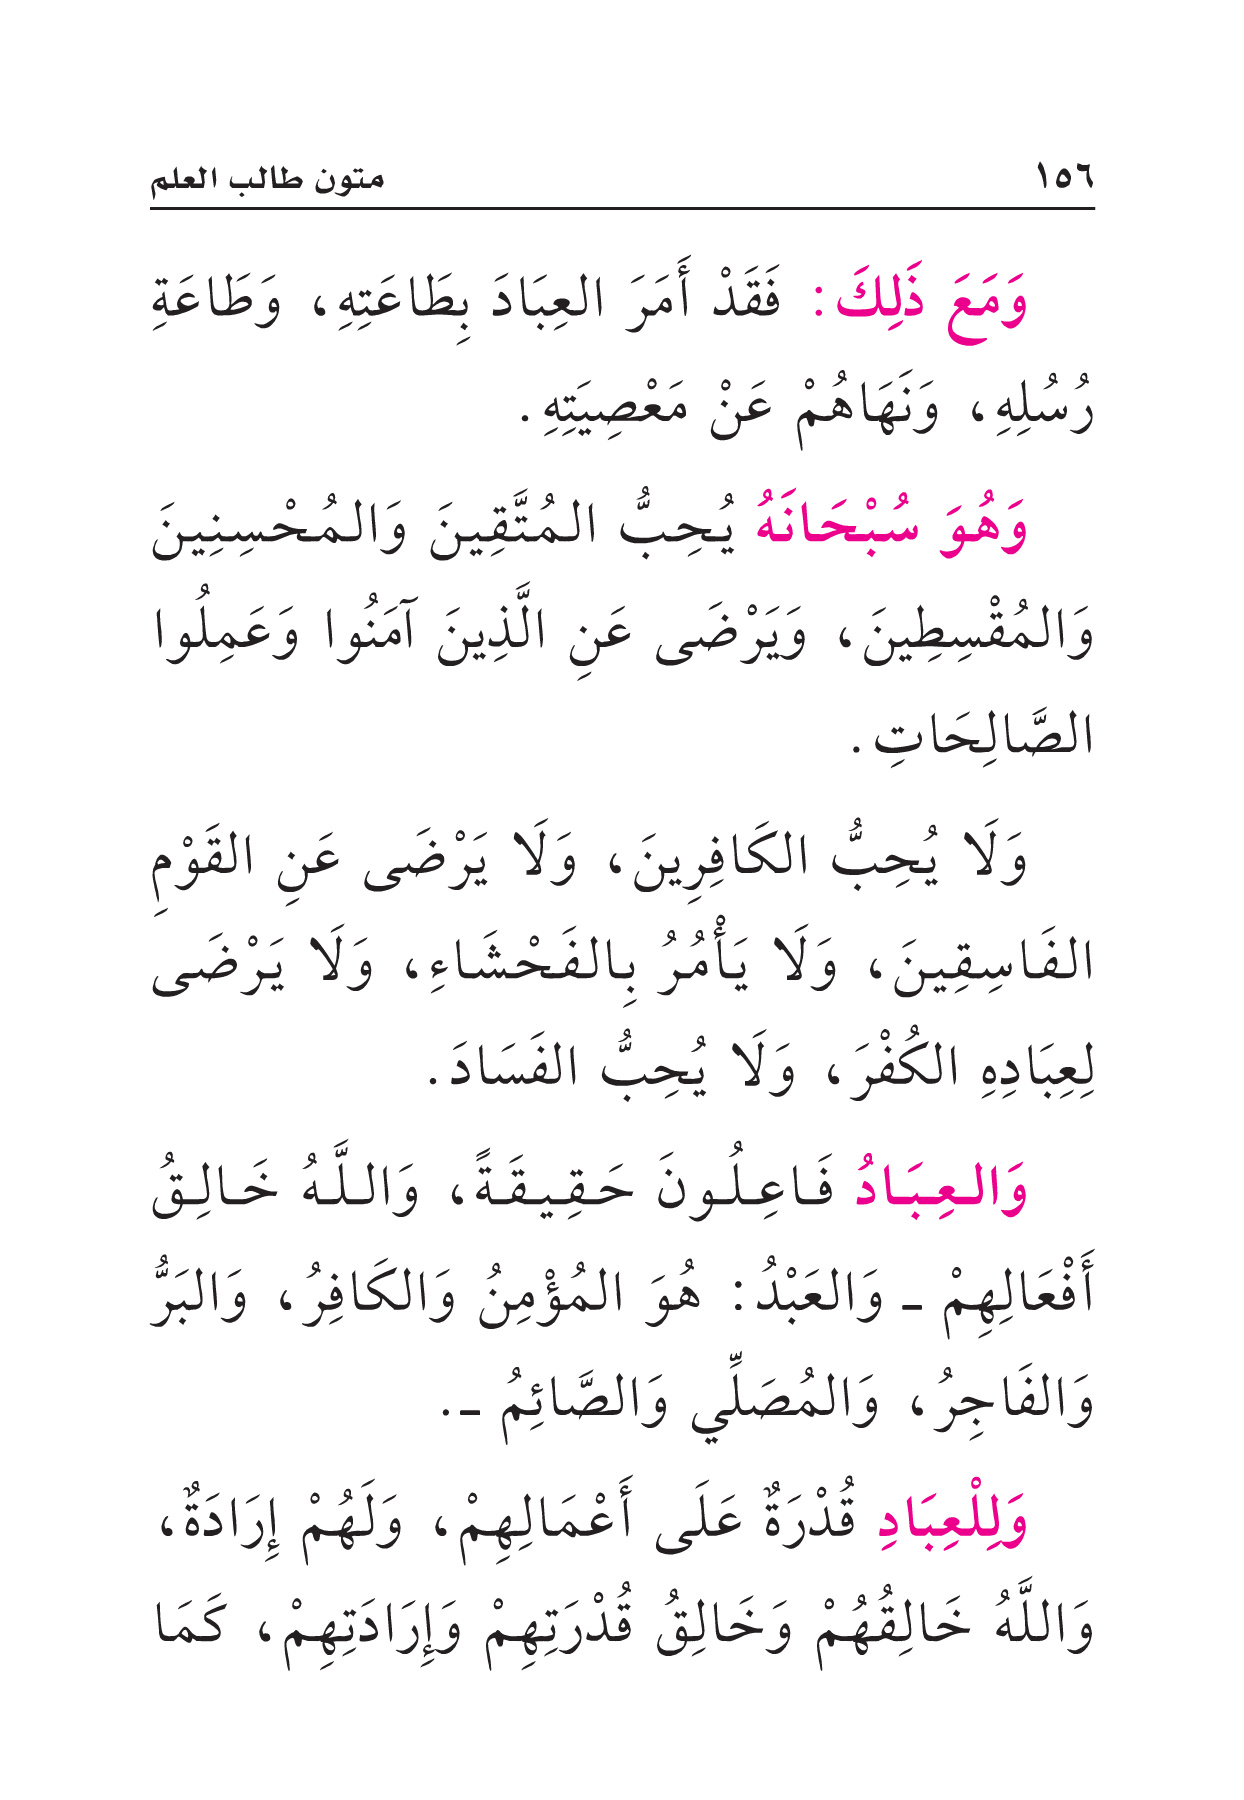 ١٥٦ متون طالب العلم
وَمَعَ ذَلِكَ: فَقَدْ أَمَرَ العِبَادَ بِطَاعَتِهِ، وَطَاعَةِ
رُسُلِهِ، وَنَهَاهُمْ عَنْ مَعْصِيَتِهِ.
وَهُوَ سُبْحَانَهُ يُحِبُّ المُتَّقِينَ وَالمُحْسِنِينَ
وَالمُقْسِطِينَ، وَيَرْضَى عَنِ الَّذِينَ آمَنُوا وَعَمِلُوا
الصَّالِحَاتِ.
وَلَا يُحِبُّ الكَافِرِينَ، وَلَا يَرْضَى عَنِ القَوْمِ
الفَاسِقِينَ، وَلَا يَأْمُرُ بِالفَحْشَاءِ، وَلَا يَرْضَى
لِعِبَادِهِ الكُفْرَ، وَلَا يُحِبُّ الفَسَادَ.
وَالعِبَادُ فَاعِلُونَ حَقِيقَةً، وَاللَّهُ خَالِقُ
أَفْعَالِهِمْ ـ وَالعَبْدُ: هُوَ المُؤْمِنُ وَالكَافِرُ، وَالبَرُّ
وَالفَاجِرُ، وَالمُصَلِّي وَالصَّائِمُ ـ.
وَلِلْعِبَادِ قُدْرَةٌ عَلَى أَعْمَالِهِمْ، وَلَهُمْ إِرَادَةٌ،
وَاللَّهُ خَالِقُهُمْ وَخَالِقُ قُدْرَتِهِمْ وَإِرَادَتِهِمْ، كَمَا